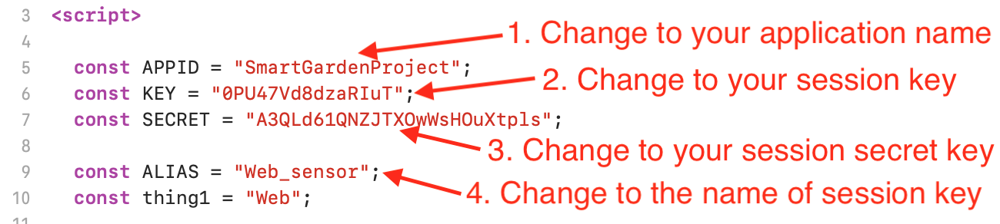 3 <script>
1. Change to your application name
4
5 const APPID = "SmartGardenProject";
2. Change to your session key
6 const KEY = "0PU47Vd8dzaRIuT";
7 const SECRET = "A3QLd61QNZJTXOwWsHOuXtpls";
8
3. Change to your session secret key
9 const ALIAS = "Web_sensor";
4. Change to the name of session key
10 const thing1 = "Web";
11